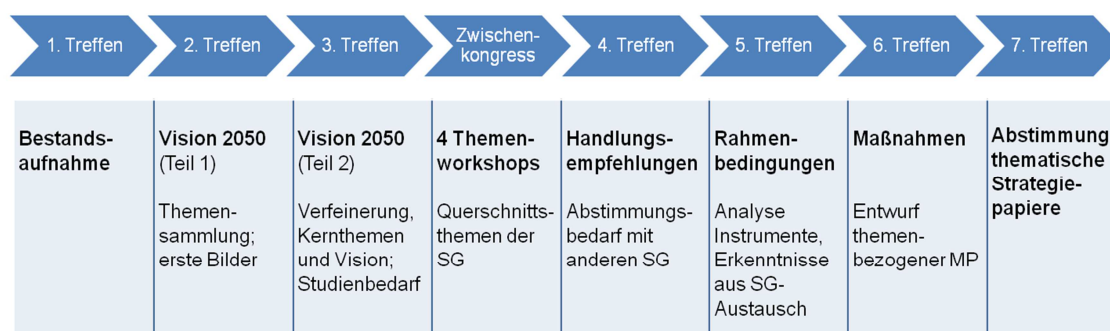 1. Treffen
2. Treffen
3. Treffen
Zwischen-
kongress
4. Treffen
5. Treffen
6. Treffen
7. Treffen
Bestands-
aufnahme
Vision 2050
(Teil 1)
Themen-
sammlung;
erste Bilder
Vision 2050
(Teil 2)
Verfeinerung,
Kernthemen
und Vision;
Studienbedarf
4 Themen-
workshops
Querschnitts-
themen der
SG
Handlungs-
empfehlungen
Abstimmungs-
bedarf mit
anderen SG
Rahmen-
bedingungen
Analyse
Instrumente,
Erkenntnisse
aus SG-
Austausch
Maßnahmen
Entwurf
themen-
bezogener MP
Abstimmung
thematische
Strategie-
papiere